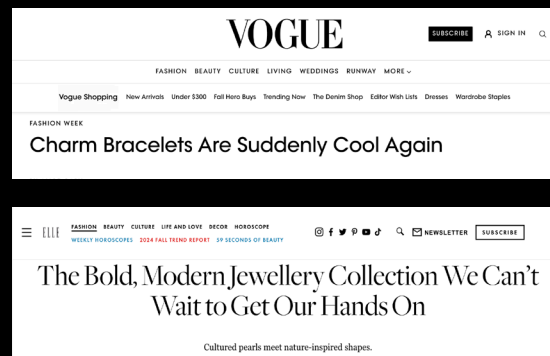 VOGUE
SUBSCRIBE SIGN IN
FASHION BEAUTY CULTURE LIVING WEDDINGS RUNWAY MORE
Vogue Shopping New Arrivals Under $300 Fall Hero Buys Trending Now The Denim Shop Editor Wish Lists Dresses Wardrobe Staples
FASHION WEEK
Charm Bracelets Are Suddenly Cool Again
ELLE
FASHION BEAUTY CULTURE LIFE AND LOVE DECOR HOROSCOPE
WEEKLY HOROSCOPES 2024 FALL TREND REPORT 59 SECONDS OF BEAUTY
NEWSLETTER SUBSCRIBE
The Bold, Modern Jewellery Collection We Can't
Wait to Get Our Hands On
Cultured pearls meet nature-inspired shapes.